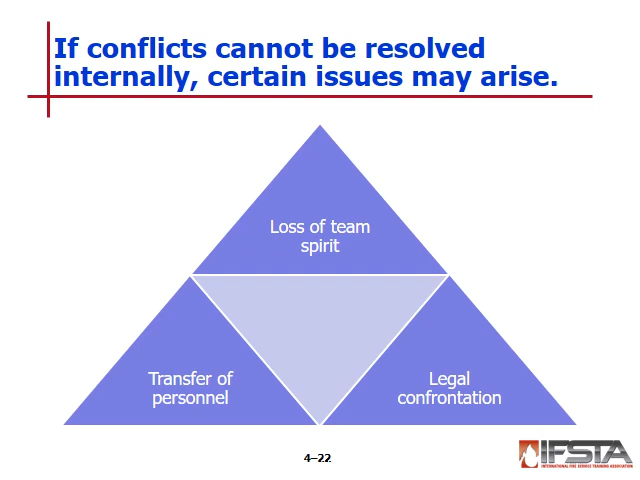 If conflicts cannot be resolved
internally, certain issues may arise.
Loss of team
spirit
Transfer of
personnel
Legal
confrontation
4–22
IFSTA
INTERNATIONAL FIRE SERVICE TRAINING ASSOCIATION